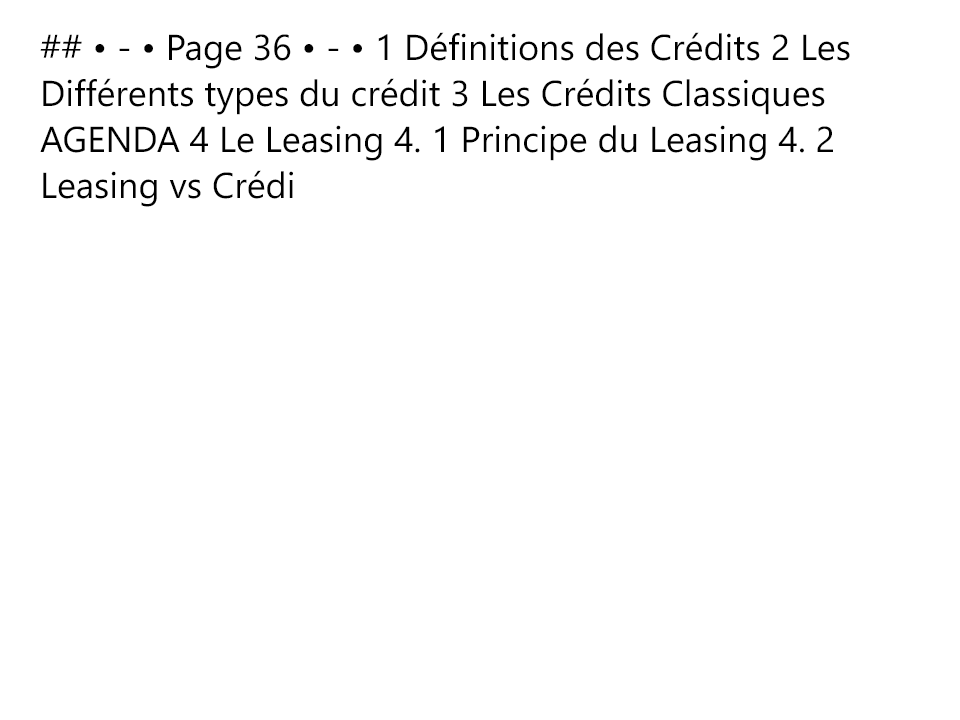 ## • - • Page 36 • - • 1 Définitions des Crédits 2 Les
Différents types du crédit 3 Les Crédits Classiques
AGENDA 4 Le Leasing 4. 1 Principe du Leasing 4. 2
Leasing vs Crédi